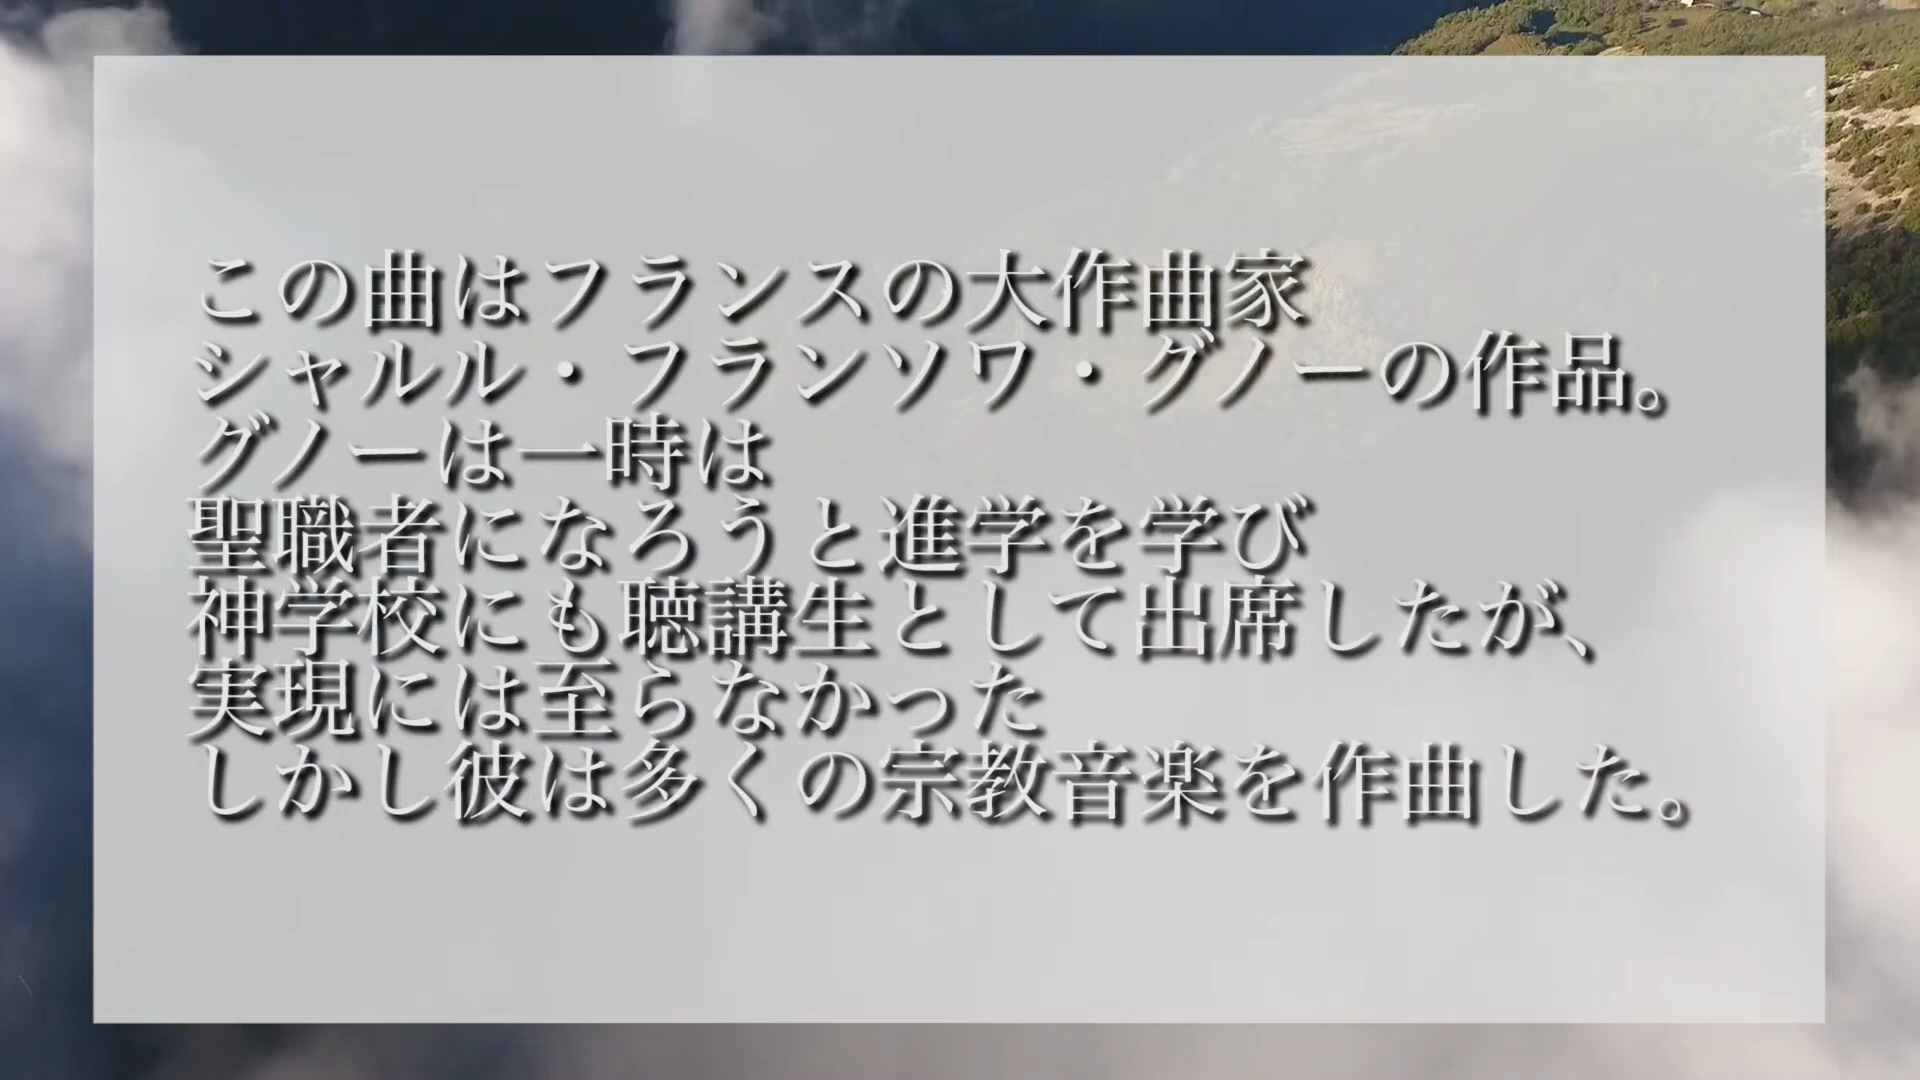 この曲はフランスの大作曲家
シャルル・フランソワ・グノーの作品。
グノーは一時は
聖職者になろうと進学を学び
神学校にも聴講生として出席したが、
実現には至らなかった
しかし彼は多くの宗教音楽を作曲した。